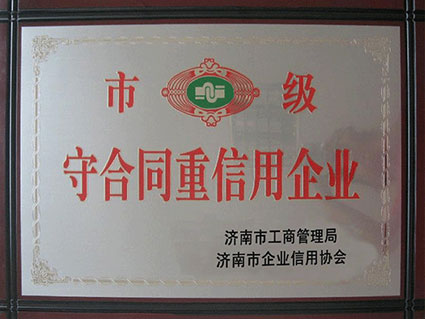 市级
守合同重信用企业
济南市工商管理局
济南市企业信用协会